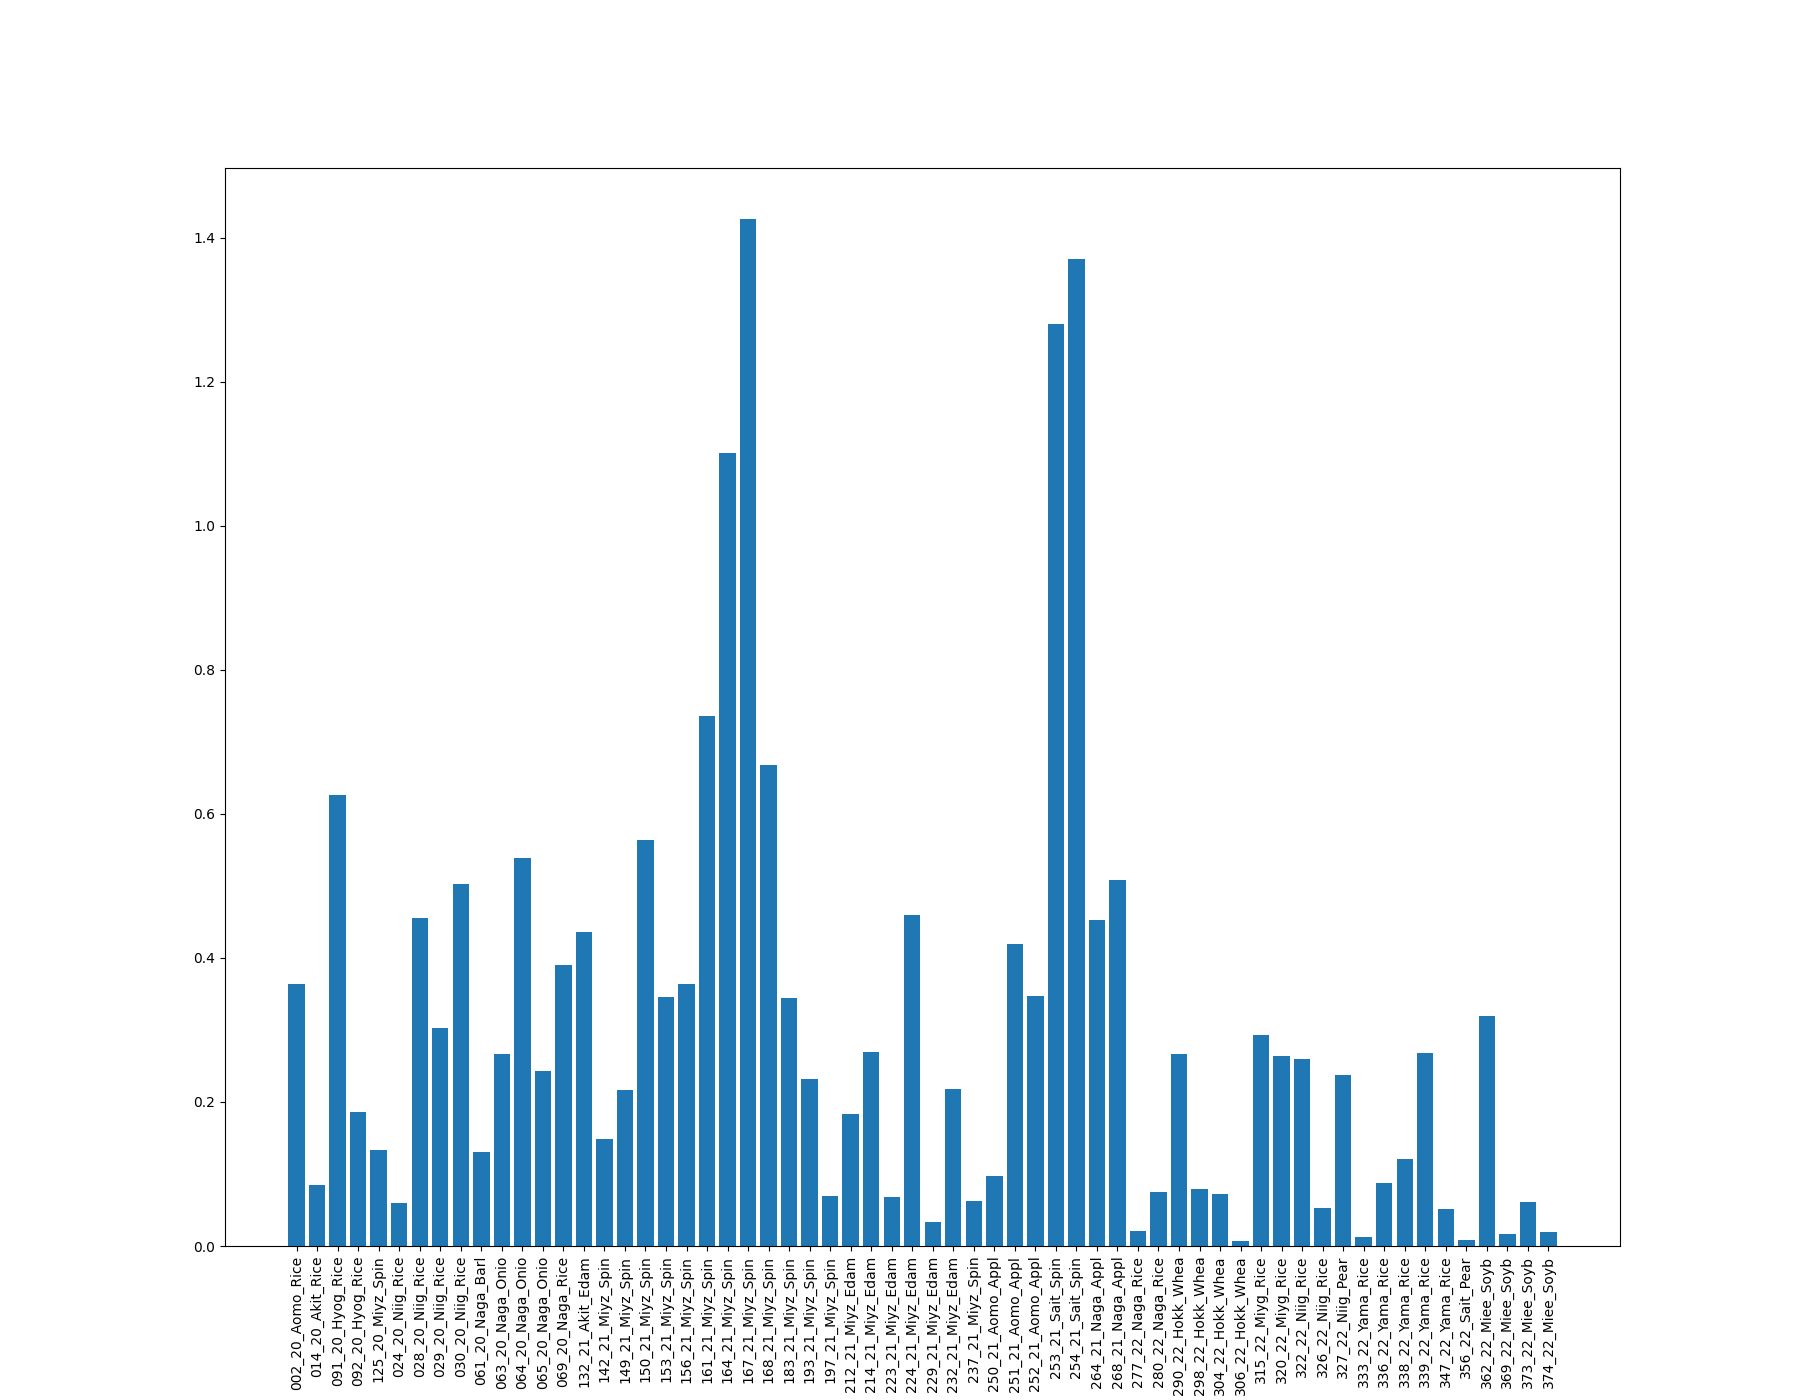 1.4
1.2
1.0
0.8
0.6
0.4
0.2
0.0
002_20_Aomo_Rice
014_20_Akit_Rice
091_20_Hyog_Rice
092_20_Hyog_Rice
125_20_Miyz_Spin
024_20_Niig_Rice
028_20_Niig_Rice
029_20_Niig_Rice
030_20_Niig_Rice
061_20_Naga_Barl
063_20_Naga_Onio
064_20_Naga_Onio
065_20_Naga_Onio
069_20_Naga_Rice
132_21_Akit_Edam
142_21_Miyz_Spin
149_21_Miyz_Spin
150_21_Miyz_Spin
153_21_Miyz_Spin
156_21_Miyz_Spin
161_21_Miyz_Spin
164_21_Miyz_Spin
167_21_Miyz_Spin
168_21_Miyz_Spin
183_21_Miyz_Spin
193_21_Miyz_Spin
197_21_Miyz_Spin
212_21_Miyz_Edam
214_21_Miyz_Edam
223_21_Miyz_Edam
224_21_Miyz_Edam
229_21_Miyz_Edam
232_21_Miyz_Edam
237_21_Miyz_Spin
250_21_Aomo_Appl
251_21_Aomo_Appl
252_21_Aomo_Appl
253_21_Sait_Spin
254_21_Sait_Spin
264_21_Naga_Appl
268_21_Naga_Appl
277_22_Naga_Rice
280_22_Naga_Rice
290_22_Hokk_Whea
298_22_Hokk_Whea
304_22_Hokk_Whea
306_22_Hokk_Whea
315_22_Miyg_Rice
320_22_Miyg_Rice
322_22_Niig_Rice
326_22_Niig_Rice
327_22_Niig_Pear
333_22_Yama_Rice
336_22_Yama_Rice
338_22_Yama_Rice
339_22_Yama_Rice
347_22_Yama_Rice
356_22_Sait_Pear
362_22_Miee_Soyb
369_22_Miee_Soyb
373_22_Miee_Soyb
374_22_Miee_Soyb